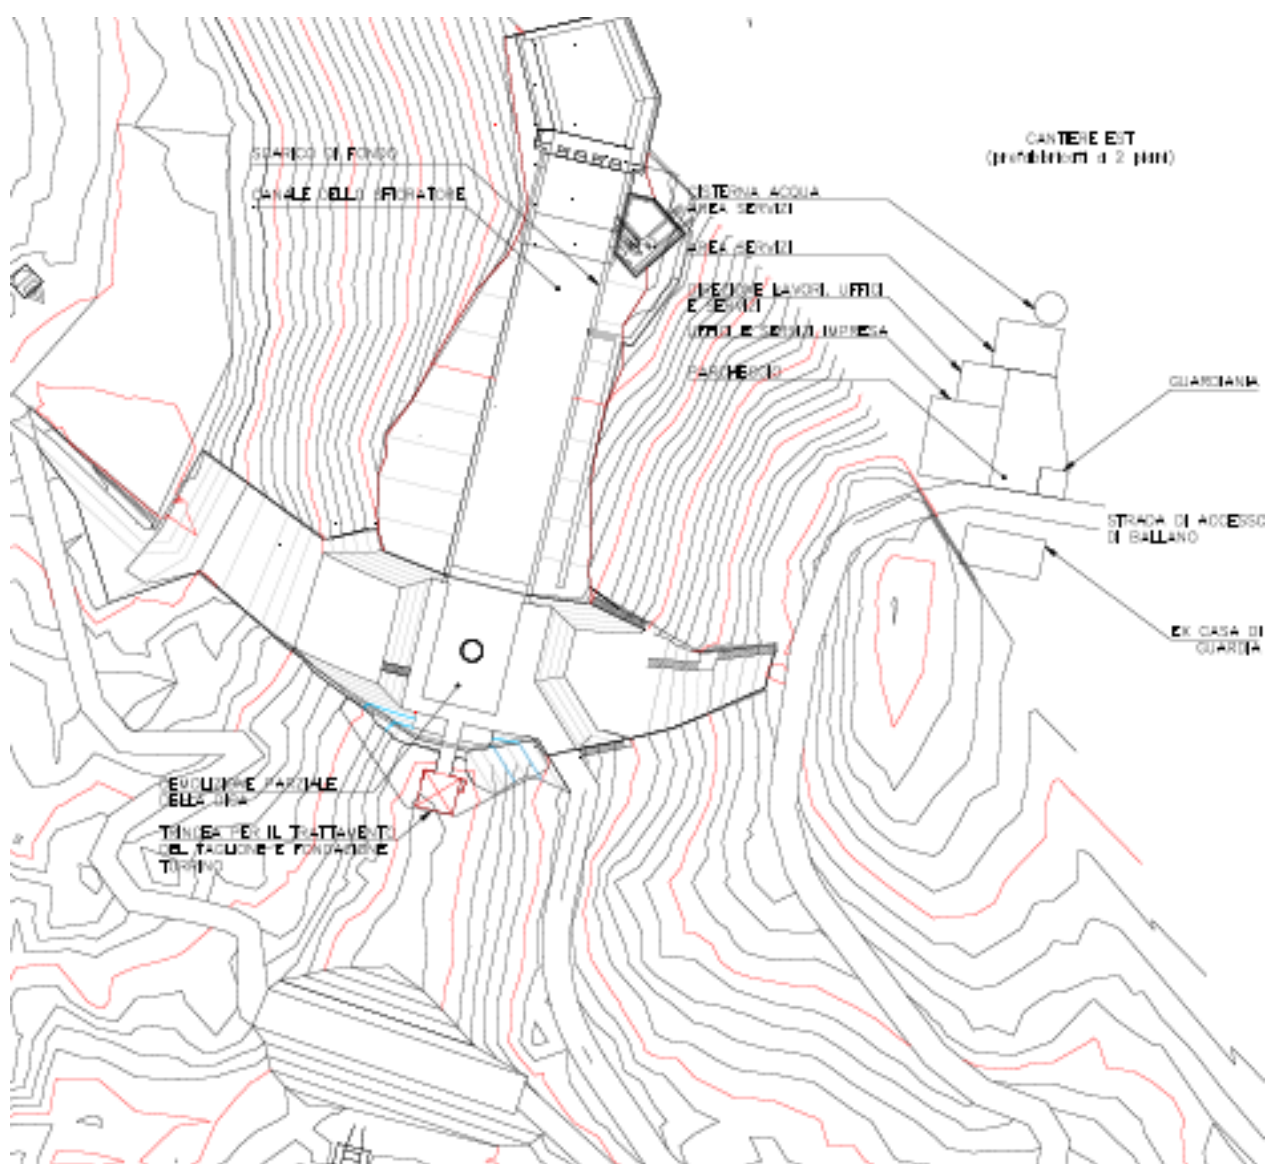 CANTIERE EST
(prefabbricati a 2 piani)
SCARICO DI FONDO
CANALE DELLO SFIORATORE
CISTERNA ACQUA
AREA SERVIZI
AREA SERVIZI
DIREZIONE LAVORI, UFFICI
E SERVIZI
UFFICI E SERVIZI IMPRESA
PARCHEGGIO
GUARDIANIA
STRADA DI ACCESSO
DI BALLANO
EX CASA DI
GUARDIA
DEMOLIZIONE PARZIALE
DELLA DIGA
TRINCEA PER IL TRATTAMENTO
DEL TAGLIONE E FONDAZIONE
TORRINO